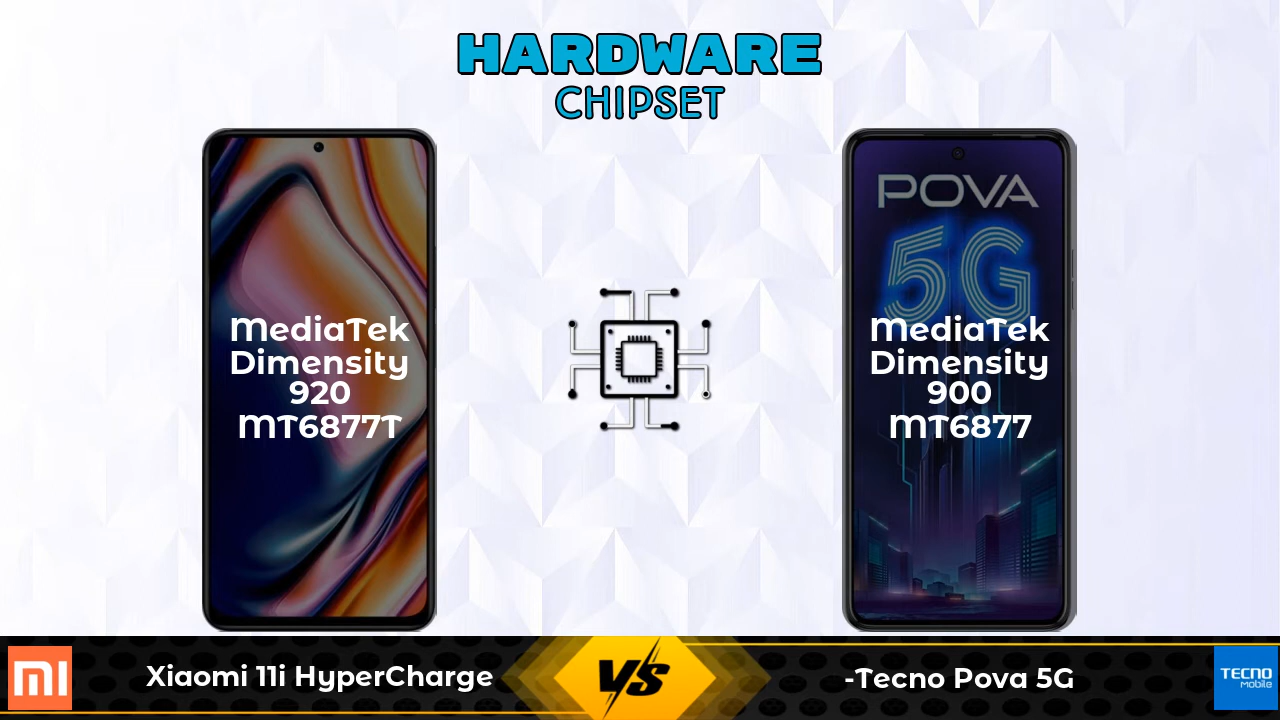 HARDWARE
CHIPSET
MediaTek
Dimensity
920
MT6877T
POVA
5G
MediaTek
Dimensity
900
MT6877
MI
Xiaomi 11i HyperCharge
VS
-Tecno Pova 5G
TECNO
mobile